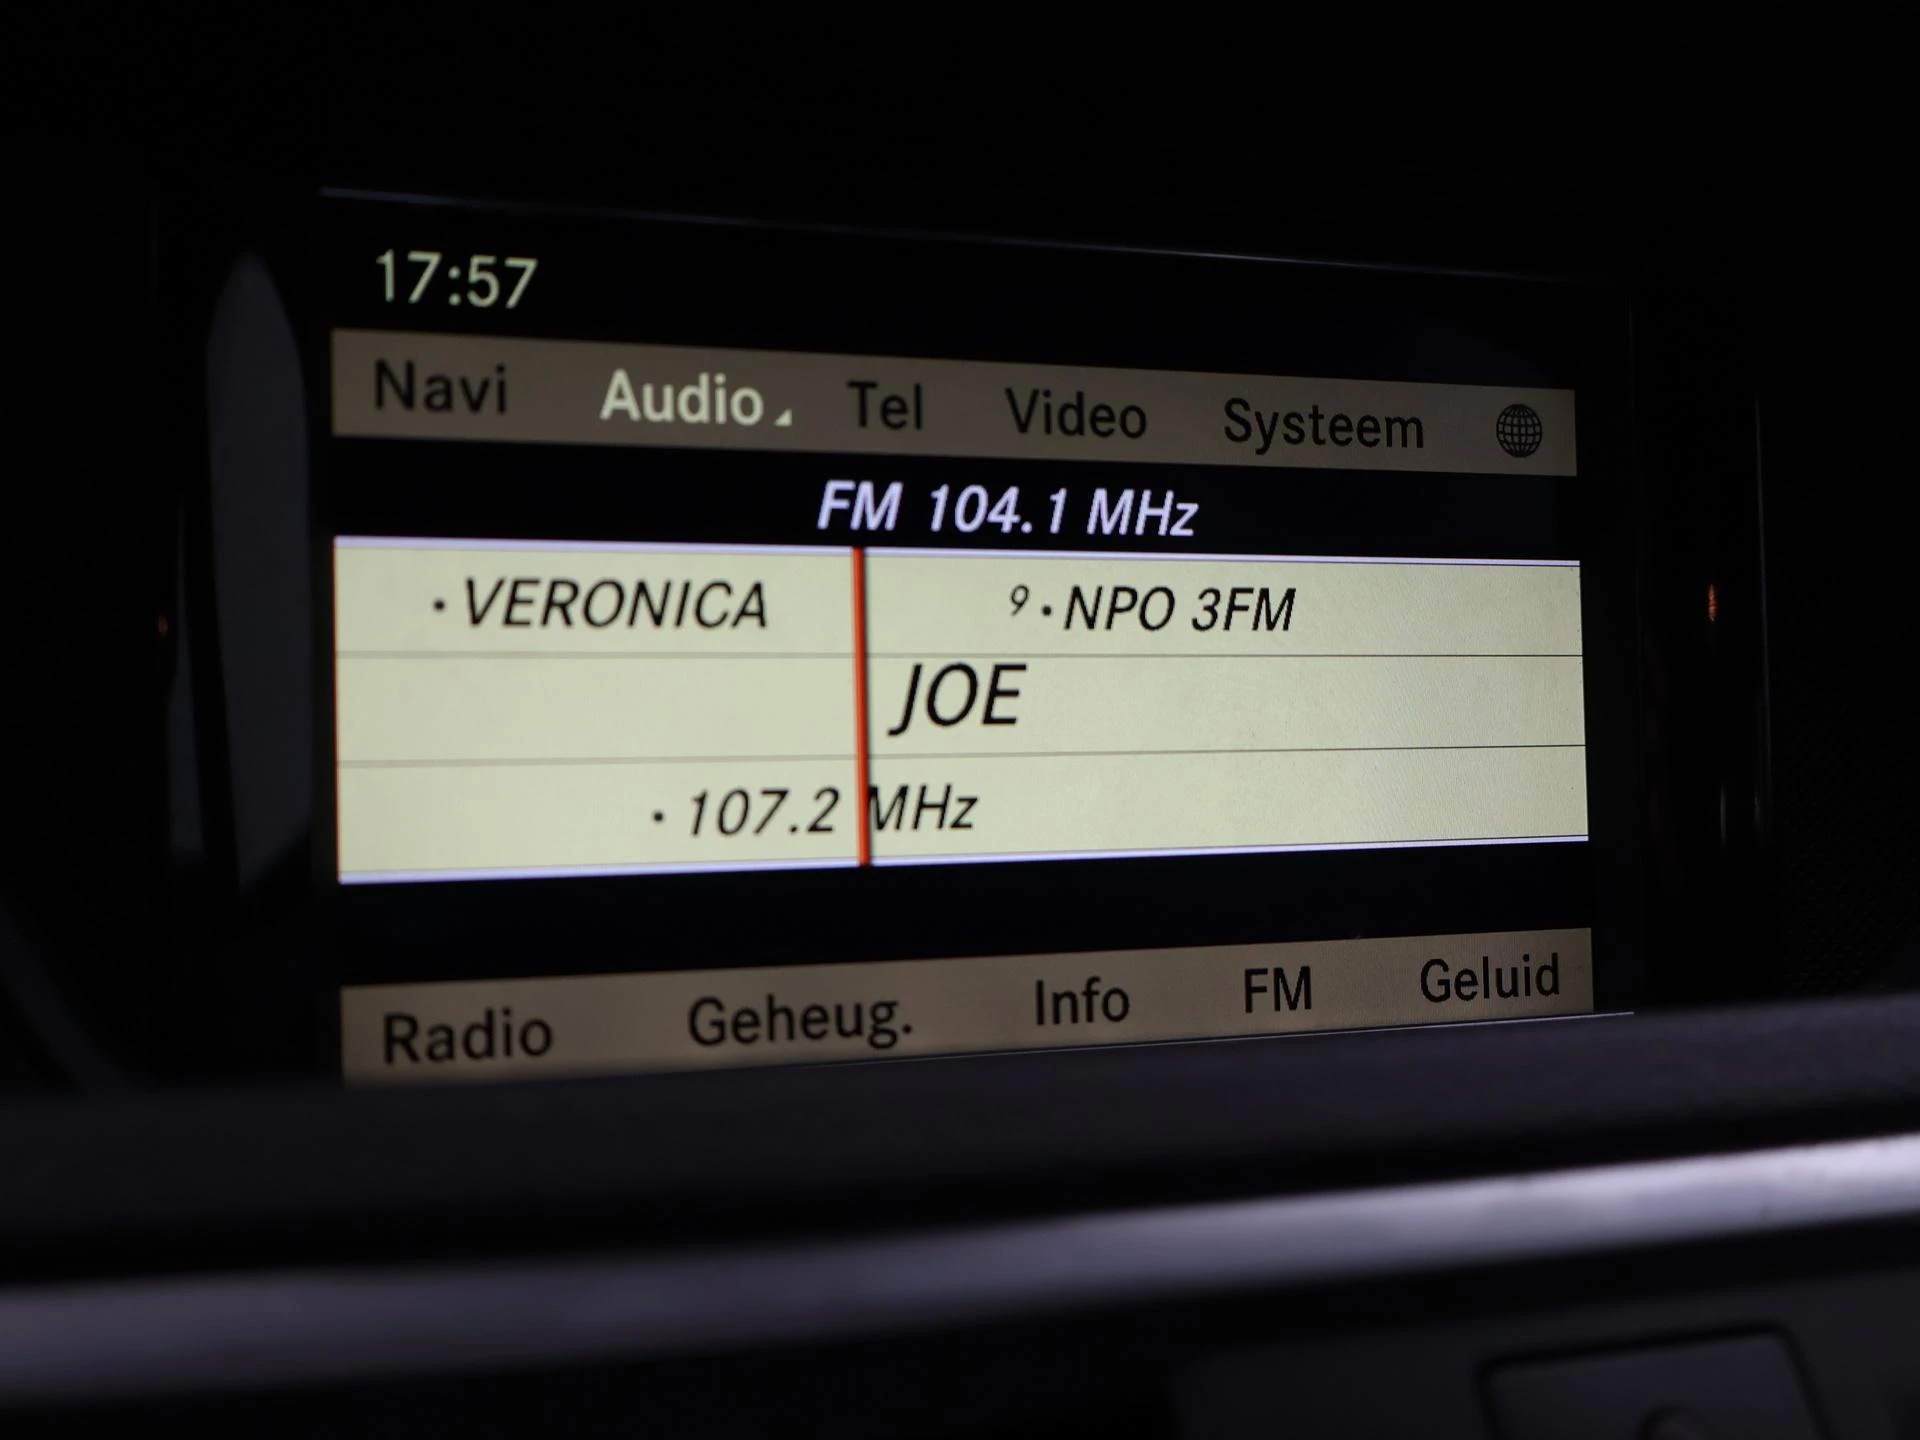 17:57
Navi Audio Tel Video Systeem
FM 104.1 MHz
· VERONICA 9 · NPO 3FM
JOE
· 107.2 MHz
Radio Geheug. Info FM Geluid